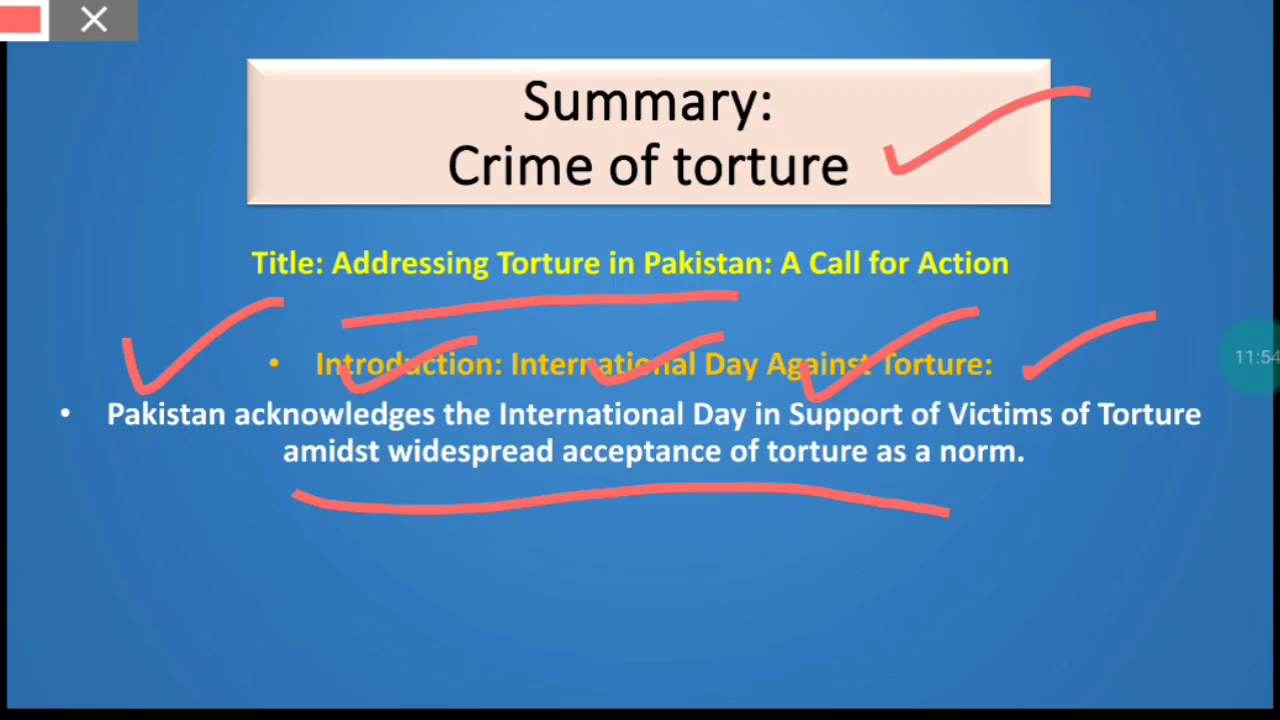 Summary:
Crime of torture
Title: Addressing Torture in Pakistan: A Call for Action
• Introduction: International Day Against Torture:
• Pakistan acknowledges the International Day in Support of Victims of Torture
amidst widespread acceptance of torture as a norm.
11:54